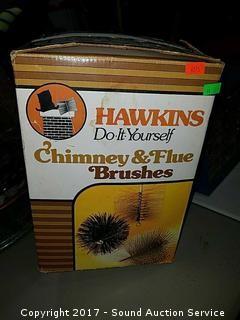 HAWKINS
Do-It-Yourself
Chimney & Flue
Brushes
Copyright 2017 - Sound Auction Service